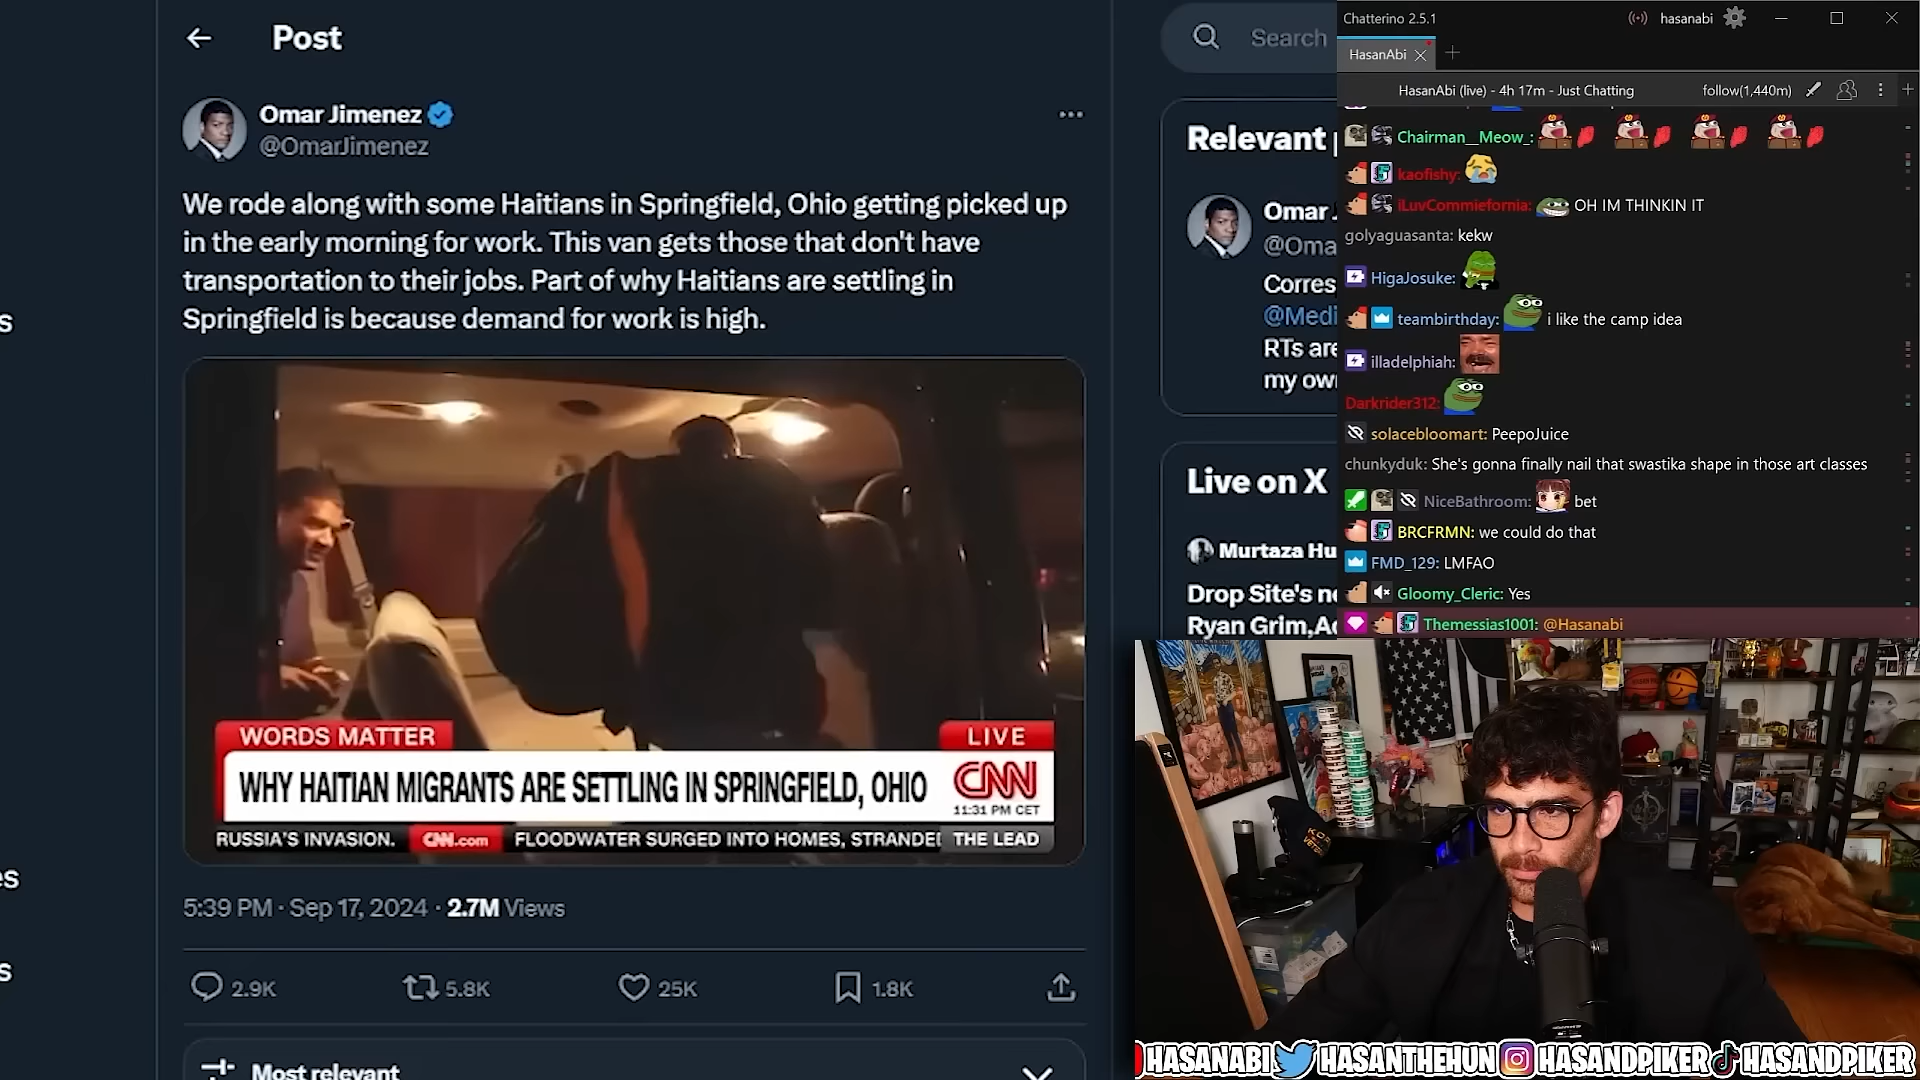 Post
Omar Jimenez
@OmarJimenez
We rode along with some Haitians in Springfield, Ohio getting picked up
in the early morning for work. This van gets those that don't have
transportation to their jobs. Part of why Haitians are settling in
Springfield is because demand for work is high.
WORDS MATTER
LIVE
WHY HAITIAN MIGRANTS ARE SETTLING IN SPRINGFIELD, OHIO
CNN
11:31 PM CET
RUSSIA'S INVASION. CNN.com FLOODWATER SURGED INTO HOMES, STRANDE THE LEAD
5:39 PM · Sep 17, 2024 · 2.7M Views
2.9K 5.8K 25K 1.8K
Most relevant
s
es
s
Search
Relevant p
Omar J
@Oma
Corres
@Medi
RTs are
my own
Live on X
Murtaza Hu
Drop Site's ne
Ryan Grim,
Chatterino 2.5.1
hasanabi
HasanAbi
HasanAbi (live) - 4h 17m - Just Chatting follow(1,440m)
Chairman__Meow_:
kaofishy:
iLuvCommiefornia: OH IM THINKIN IT
golyaguasanta: kekw
HigaJosuke:
teambirthday: i like the camp idea
illadelphiah:
Darkrider312:
solacebloomart: PeepoJuice
chunkyduk: She's gonna finally nail that swastika shape in those art classes
NiceBathroom: bet
BRCFRMN: we could do that
FMD_129: LMFAO
Gloomy_Cleric: Yes
Themessias1001: @Hasanabi
HASANABI HASANTHEHUN HASANDPIKER HASANDPIKER